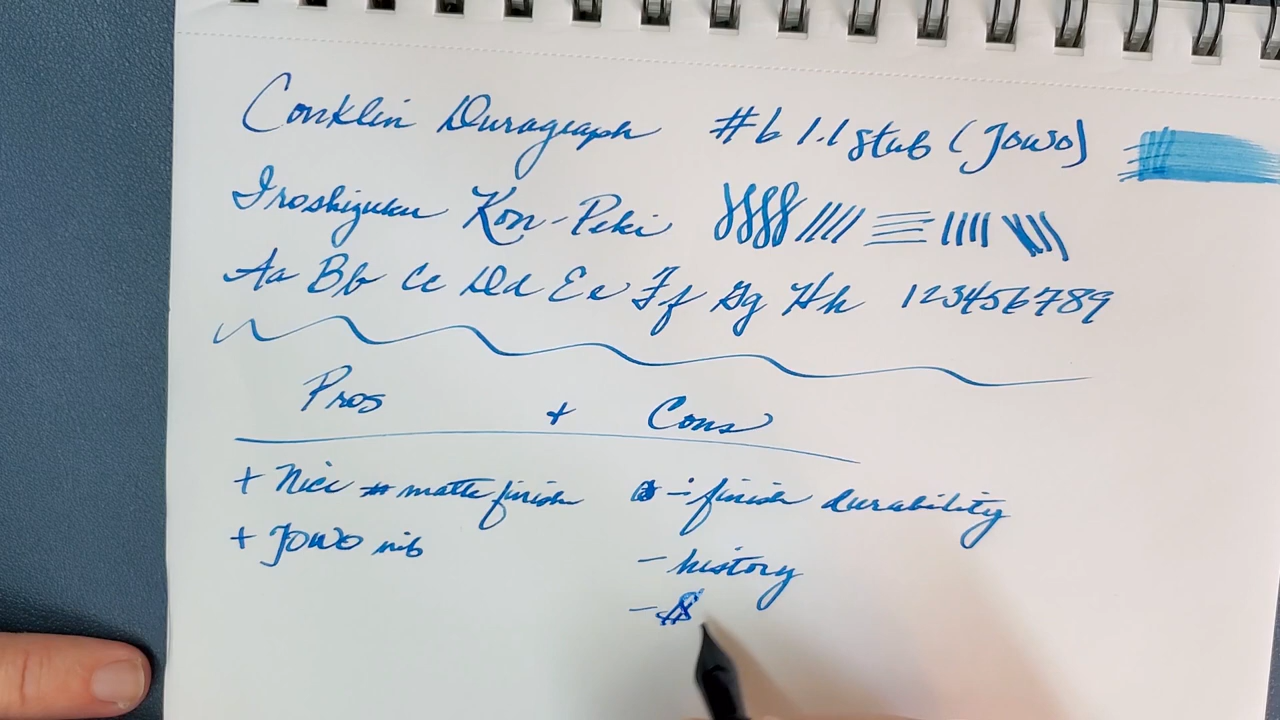 Conklin Duragraph #6 1.1 stub (Jowo)
Iroshizuku Kon-Peki
Aa Bb Cc Dd Ee Ff Gg Hh 123456789
Pros + Cons
+ Nice matte finish - finish durability
+ JOWO nib - history
- $